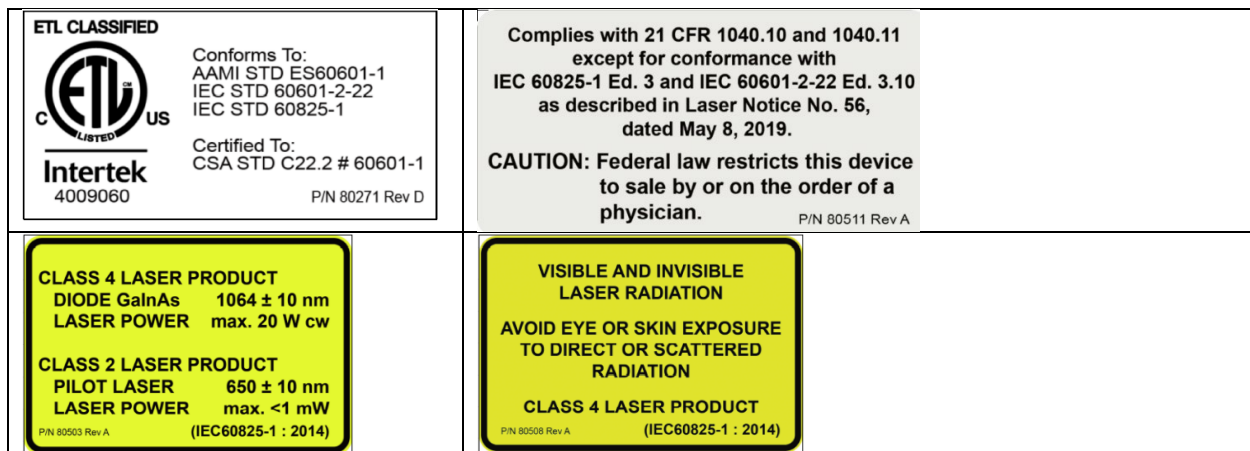 ETL CLASSIFIED
ETL CM
C US
LISTED
Intertek
4009060
Conforms To:
AAMI STD ES60601-1
IEC STD 60601-2-22
IEC STD 60825-1
Certified To:
CSA STD C22.2 # 60601-1
P/N 80271 Rev D
Complies with 21 CFR 1040.10 and 1040.11
except for conformance with
IEC 60825-1 Ed. 3 and IEC 60601-2-22 Ed. 3.10
as described in Laser Notice No. 56,
dated May 8, 2019.
CAUTION: Federal law restricts this device
to sale by or on the order of a
physician.
P/N 80511 Rev A
CLASS 4 LASER PRODUCT
DIODE GaInAs 1064 ± 10 nm
LASER POWER max. 20 W cw
CLASS 2 LASER PRODUCT
PILOT LASER 650 ± 10 nm
LASER POWER max. <1 mW
P/N 80503 Rev A (IEC60825-1 : 2014)
VISIBLE AND INVISIBLE
LASER RADIATION
AVOID EYE OR SKIN EXPOSURE
TO DIRECT OR SCATTERED
RADIATION
CLASS 4 LASER PRODUCT
P/N 80508 Rev A (IEC60825-1 : 2014)